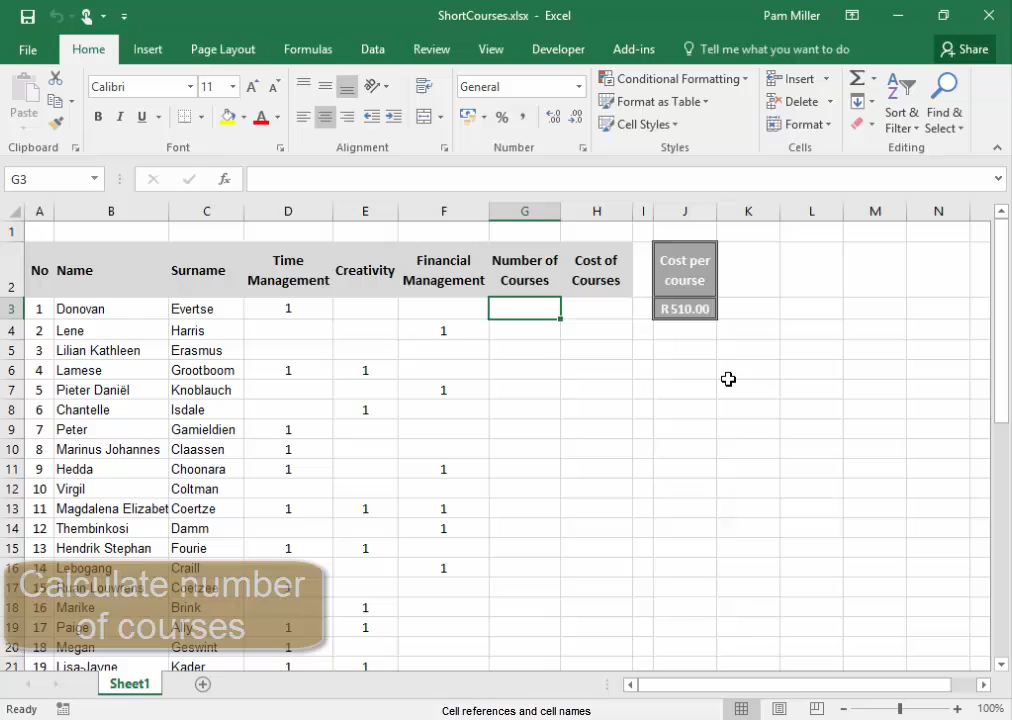 ShortCourses.xlsx - Excel
Pam Miller
File Home Insert Page Layout Formulas Data Review View Developer Add-ins Tell me what you want to do Share
Paste
Calibri 11
General
Conditional Formatting
Format as Table
Cell Styles
Insert
Delete
Format
Sort & Filter
Find & Select
Clipboard Font Alignment Number Styles Cells Editing
G3
A B C D E F G H I J K L M N
1
2 No Name Surname Time Management Creativity Financial Management Number of Courses Cost of Courses Cost per course
3 1 Donovan Evertse 1 R 510.00
4 2 Lene Harris 1
5 3 Lilian Kathleen Erasmus
6 4 Lamese Grootboom 1 1
7 5 Pieter Daniël Knoblauch 1
8 6 Chantelle Isdale 1
9 7 Peter Gamieldien 1
10 8 Marinus Johannes Claassen 1
11 9 Hedda Choonara 1 1
12 10 Virgil Coltman
13 11 Magdalena Elizabet Coertze 1 1 1
14 12 Thembinkosi Damm 1
15 13 Hendrik Stephan Fourie 1 1
16 14 Lebogang Craill 1
17 15 Ruan Louwrens Coetzee 1
18 16 Marike Brink 1
19 17 Paige Ally 1 1
20 18 Megan Geswint 1
21 19 Lisa-Jayne Kader 1 1
Calculate number
of courses
Sheet1
Ready
Cell references and cell names
100%